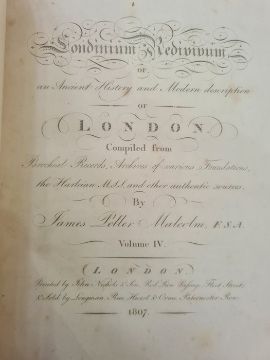 Londinium Redivivum,
or
an Ancient History and Modern description
OF
LONDON.
Compiled from
Parochial Records, Archives of various Foundations,
the Harleian MSS. and other authentic sources.
By
James Peller Malcolm, F.S.A.
Volume IV.
LONDON.
Printed by John Nichols & Son Red Lion Passage Fleet Street;
& sold by Longman Rees Hurst & Orme Paternoster Row.
1807.